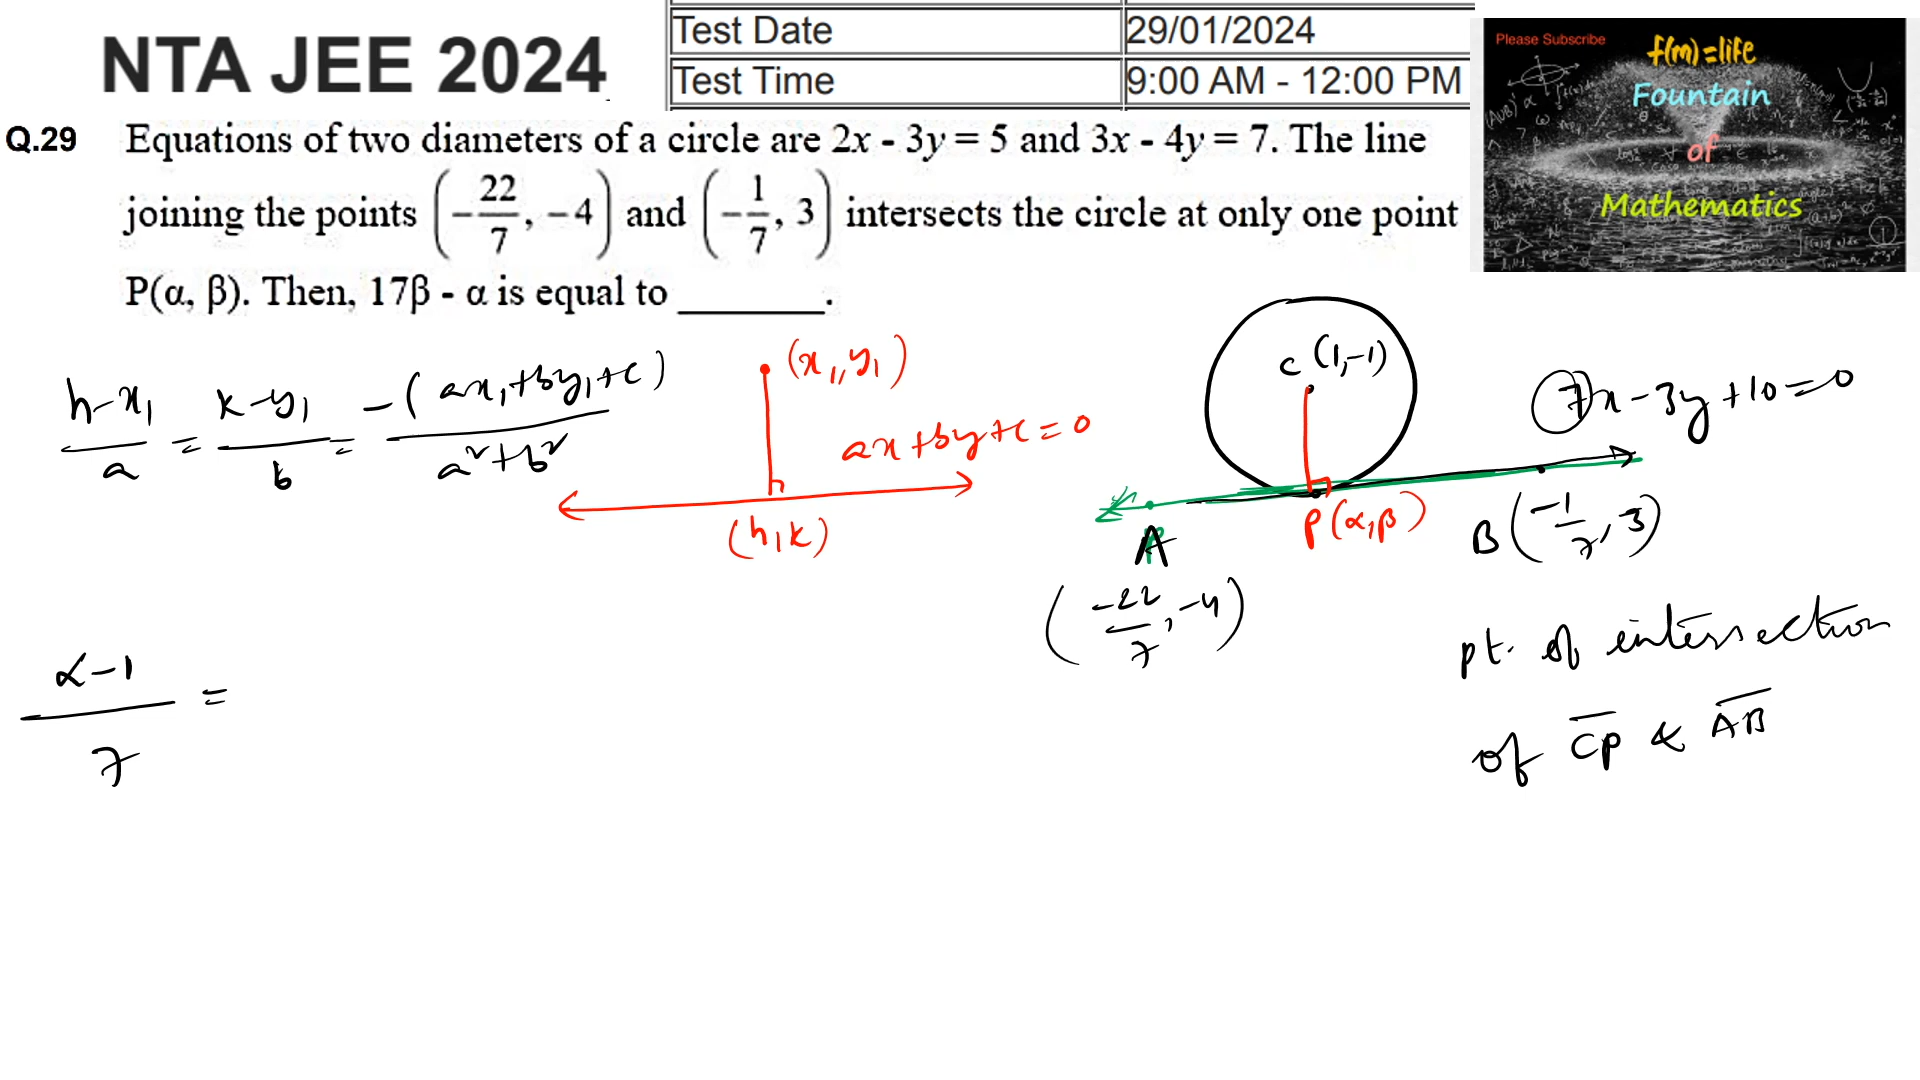 NTA JEE 2024
Test Date 29/01/2024
Test Time 9:00 AM - 12:00 PM
Please Subscribe
f(m)=life
Fountain
of
Mathematics
Q.29 Equations of two diameters of a circle are 2x - 3y = 5 and 3x - 4y = 7. The line
joining the points (-22/7, -4) and (-1/7, 3) intersects the circle at only one point
P(α, β). Then, 17β - α is equal to ________.
(h-x₁)/a = (k-y₁)/b = -(ax₁+by₁+c)/(a²+b²)
(x₁, y₁)
ax+by+c=0
(h, k)
C (1, -1)
7x-3y+10=0
P(α, β)
A
(-22/7, -4)
B (-1/7, 3)
pt. of intersection
of CP & AB
(α-1)/7 =